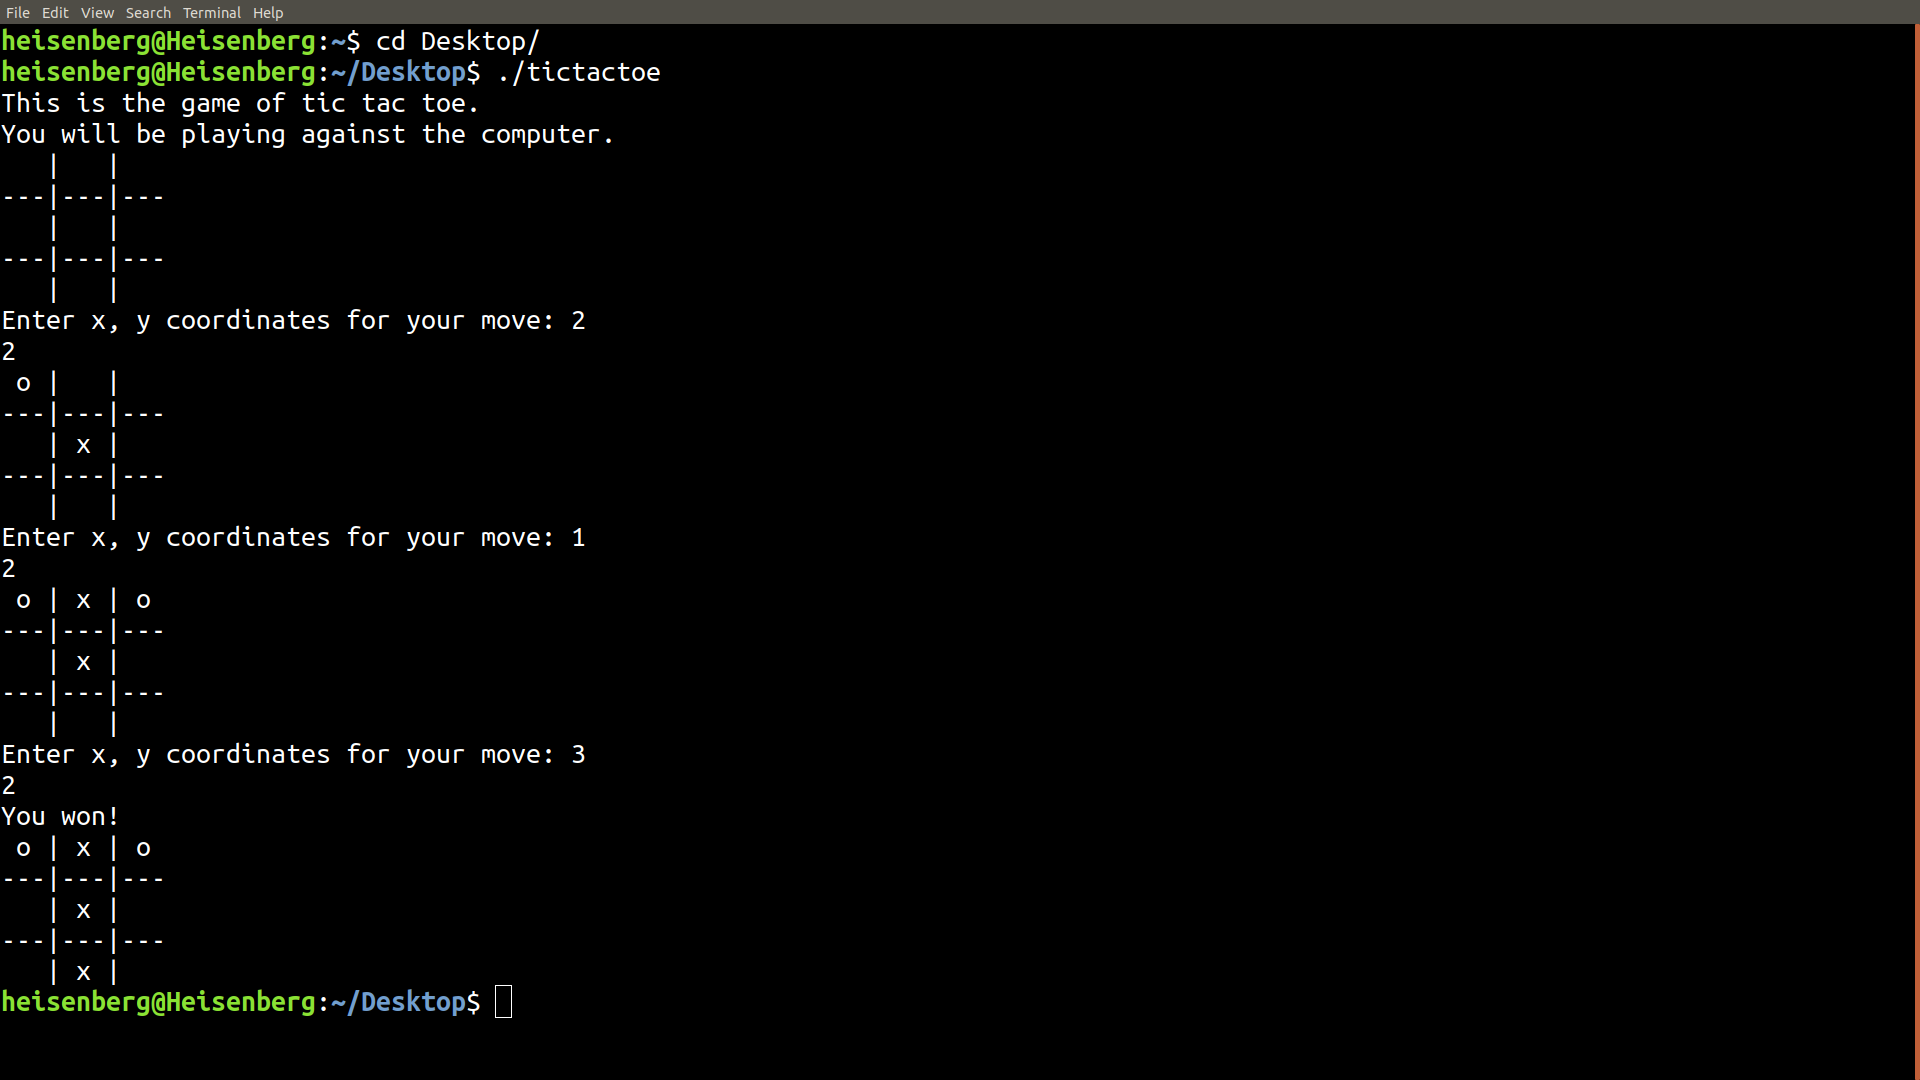 File Edit View Search Terminal Help
heisenberg@Heisenberg:~$ cd Desktop/
heisenberg@Heisenberg:~/Desktop$ ./tictactoe
This is the game of tic tac toe.
You will be playing against the computer.
   |   |
---|---|---
   |   |
---|---|---
   |   |
Enter x, y coordinates for your move: 2
2
 o |   |
---|---|---
   | x |
---|---|---
   |   |
Enter x, y coordinates for your move: 1
2
 o | x | o
---|---|---
   | x |
---|---|---
   |   |
Enter x, y coordinates for your move: 3
2
You won!
 o | x | o
---|---|---
   | x |
---|---|---
   | x |
heisenberg@Heisenberg:~/Desktop$